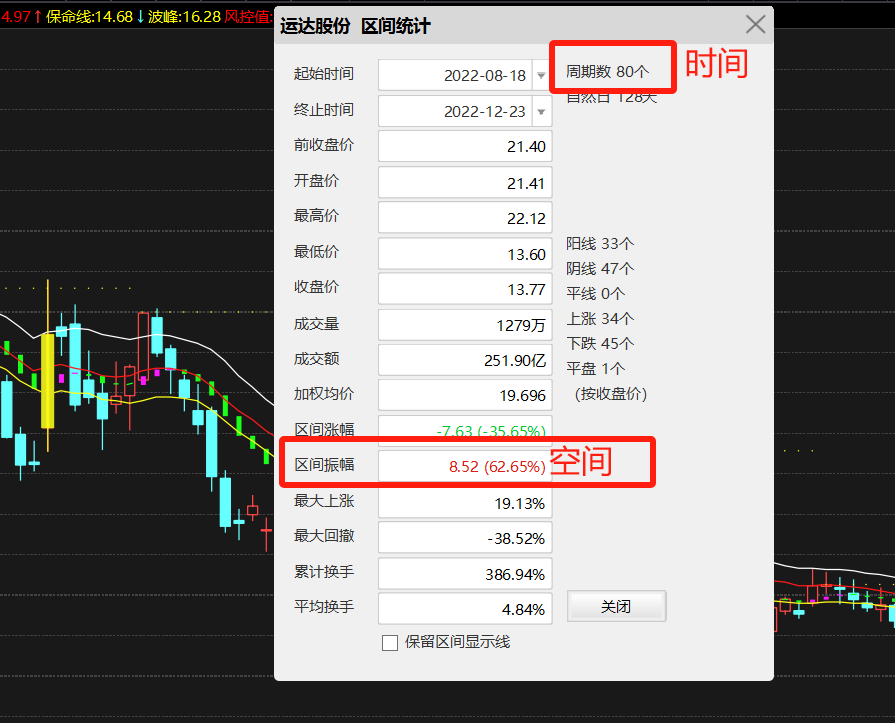 4.97↑保命线:14.68↓波峰:16.28 风控值:
运达股份 区间统计
起始时间 2022-08-18 周期数 80个 时间
终止时间 2022-12-23 自然日 128天
前收盘价 21.40
开盘价 21.41
最高价 22.12
最低价 13.60 阳线 33个
阴线 47个
收盘价 13.77 平线 0个
成交量 1279万 上涨 34个
下跌 45个
成交额 251.90亿 平盘 1个
加权均价 19.696 (按收盘价)
区间涨幅 -7.63 (-35.65%)
区间振幅 8.52 (62.65%) 空间
最大上涨 19.13%
最大回撤 -38.52%
累计换手 386.94%
平均换手 4.84% 关闭
保留区间显示线